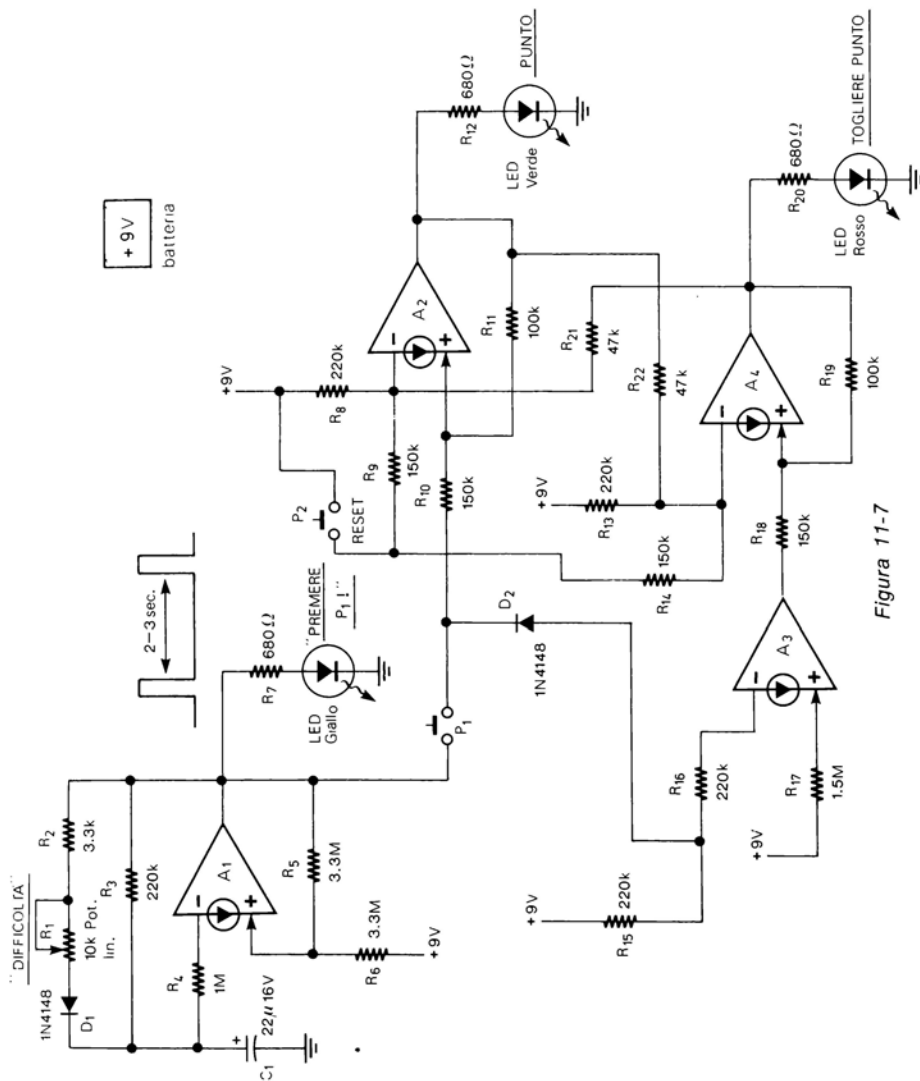 "DIFFICOLTA'"
R1
10k Pot.
lin.
R2
3.3k
1N4148
D1
R3
220k
R4
1M
C1
22µ 16V
+
A1
−
+
R5
3.3M
R6
3.3M
+9V
2−3 sec.
R7
680Ω
LED
Giallo
"PREMERE
P1 !"
P1
+9V
batteria
+9V
P2
RESET
R8
220k
R9
150k
R10
150k
A2
−
+
R11
100k
R12
680Ω
LED
Verde
PUNTO
D2
1N4148
+9V
R13
220k
R14
150k
R21
47k
R22
47k
+9V
R15
220k
R16
220k
R17
1.5M
+9V
A3
−
+
R18
150k
A4
−
+
R19
100k
R20
680Ω
LED
Rosso
TOGLIERE PUNTO
Figura 11-7